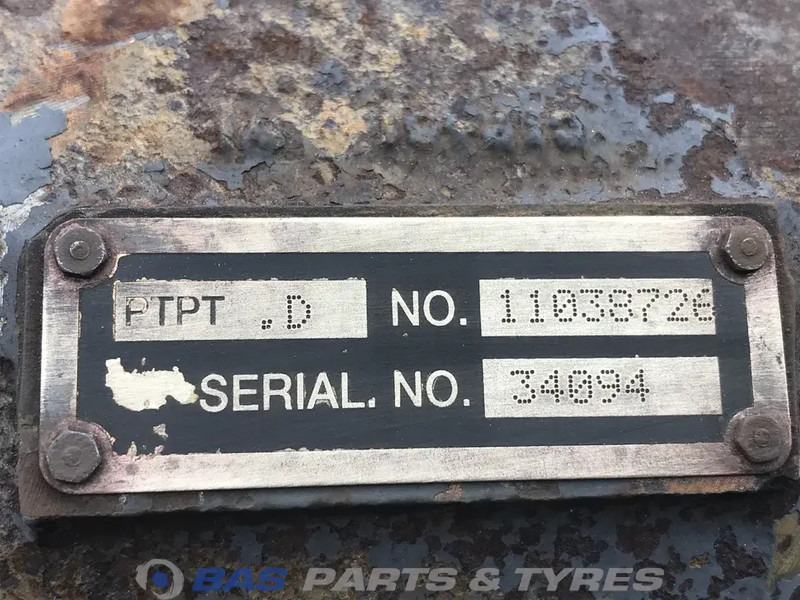 PTPT .D NO. 11038726
SERIAL. NO. 34094
BAS PARTS & TYRES